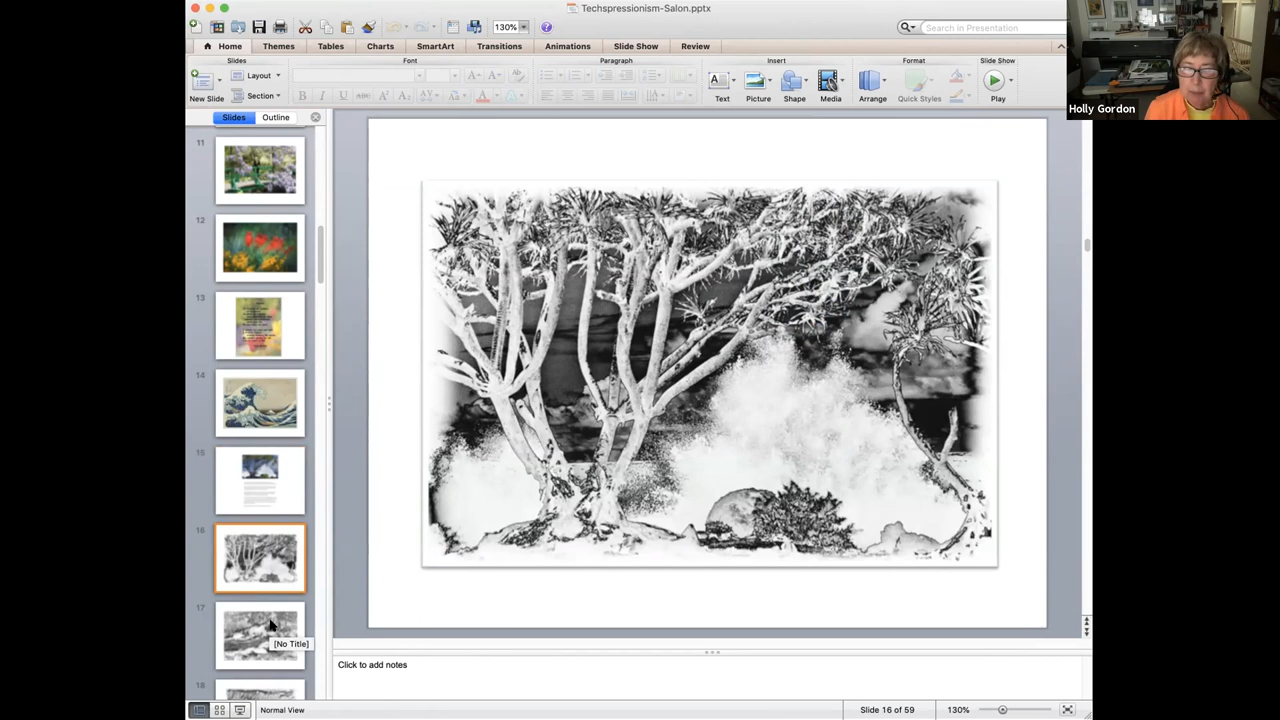 Techspressionism-Salon.pptx
130%
Search in Presentation
Home
Themes
Tables
Charts
SmartArt
Transitions
Animations
Slide Show
Review
Slides
Font
Paragraph
Insert
Format
Slide Show
New Slide
Layout
Section
B
I
U
Text
Picture
Shape
Media
Arrange
Quick Styles
Play
Holly Gordon
Slides
Outline
11
12
13
14
15
16
17
[No Title]
18
Click to add notes
Normal View
Slide 16 of 59
130%